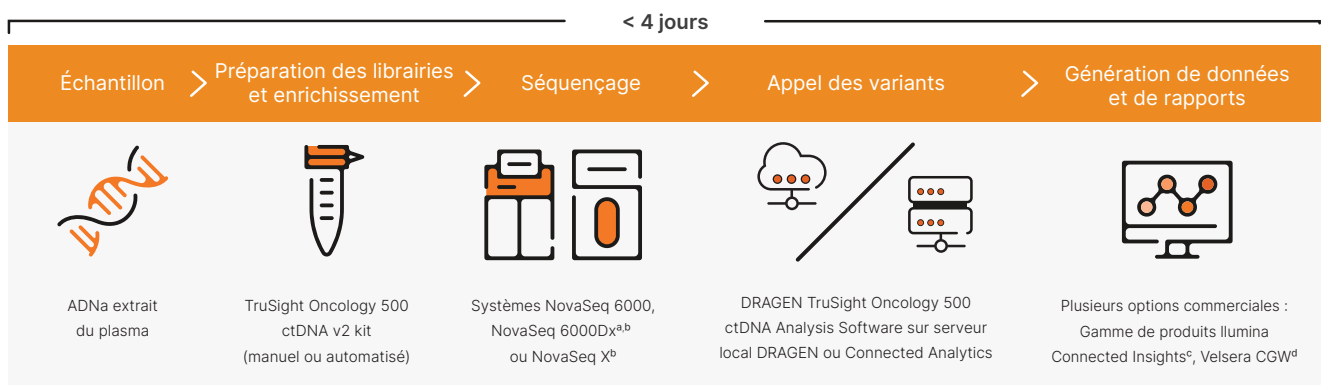 < 4 jours
Échantillon
Préparation des librairies
et enrichissement
Séquençage
Appel des variants
Génération de données
et de rapports
ADNa extrait
du plasma
TruSight Oncology 500
ctDNA v2 kit
(manuel ou automatisé)
Systèmes NovaSeq 6000,
NovaSeq 6000Dxᵃ,ᵇ
ou NovaSeq Xᵇ
DRAGEN TruSight Oncology 500
ctDNA Analysis Software sur serveur
local DRAGEN ou Connected Analytics
Plusieurs options commerciales :
Gamme de produits Ilumina
Connected Insightsᶜ, Velsera CGWᵈ